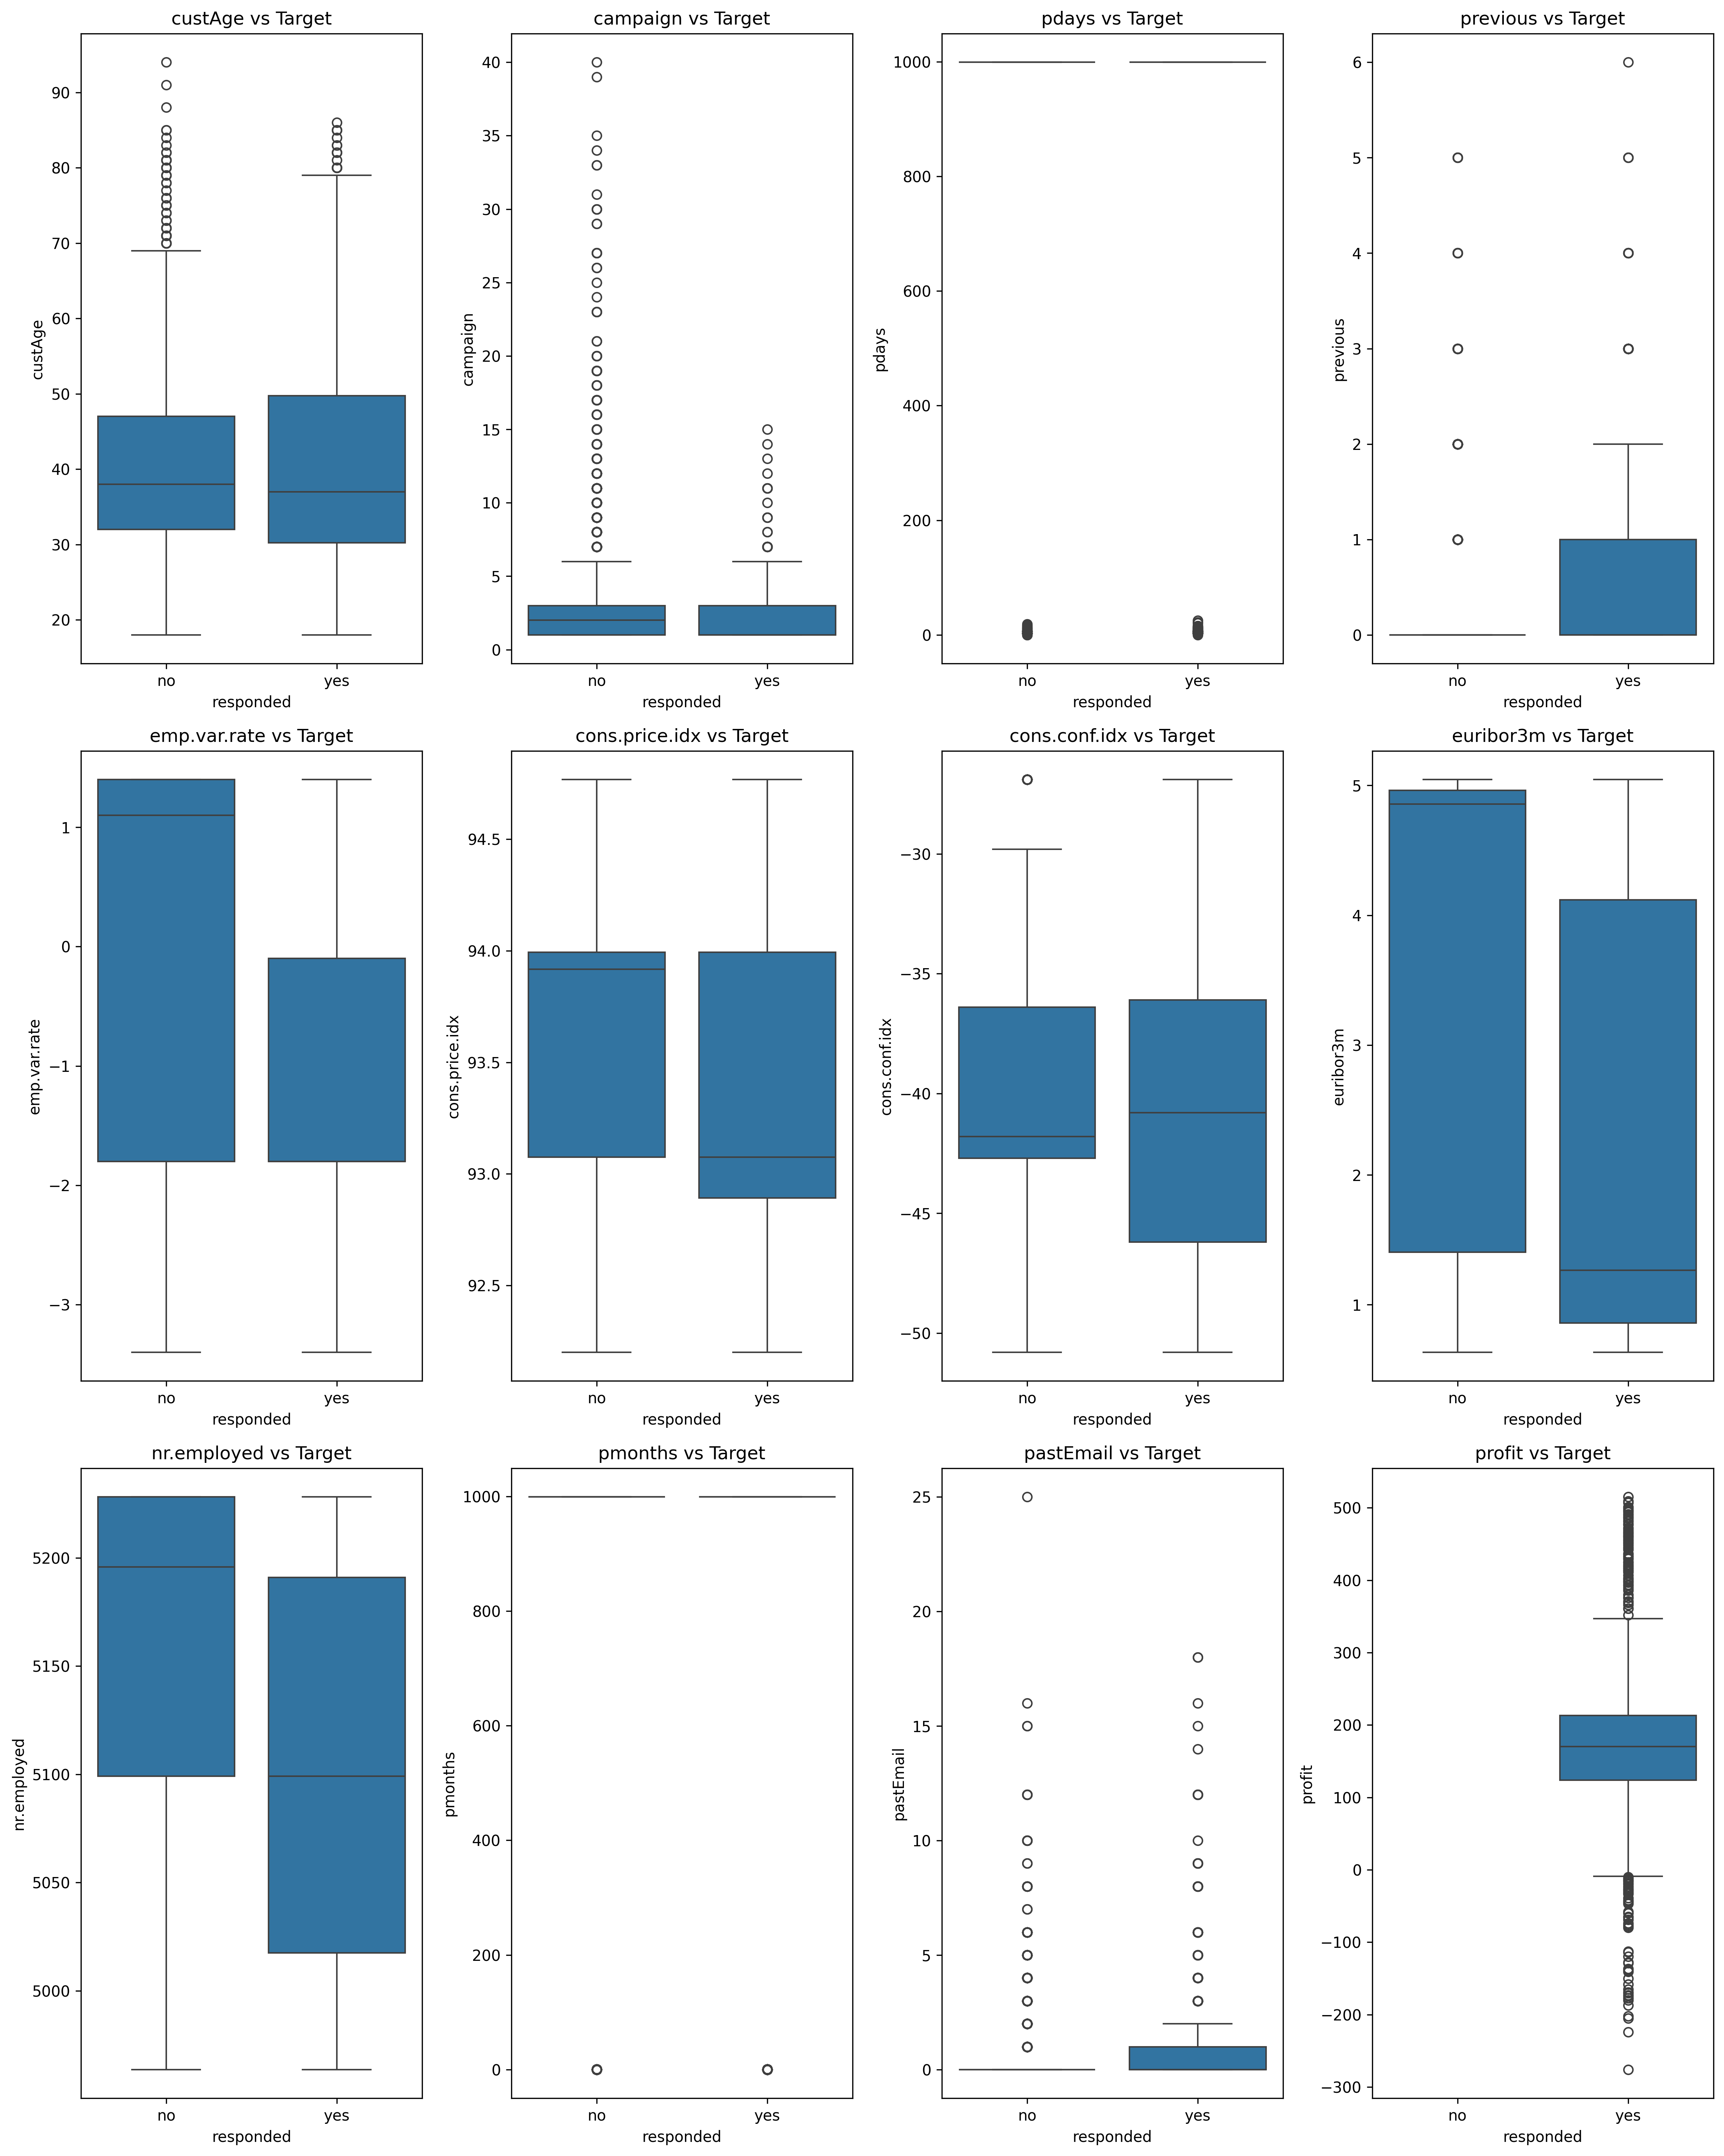 custAge vs Target
custAge
90
80
70
60
50
40
30
20
no yes
responded
campaign vs Target
campaign
40
35
30
25
20
15
10
5
0
no yes
responded
pdays vs Target
pdays
1000
800
600
400
200
0
no yes
responded
previous vs Target
previous
6
5
4
3
2
1
0
no yes
responded
emp.var.rate vs Target
emp.var.rate
1
0
−1
−2
−3
no yes
responded
cons.price.idx vs Target
cons.price.idx
94.5
94.0
93.5
93.0
92.5
no yes
responded
cons.conf.idx vs Target
cons.conf.idx
−30
−35
−40
−45
−50
no yes
responded
euribor3m vs Target
euribor3m
5
4
3
2
1
no yes
responded
nr.employed vs Target
nr.employed
5200
5150
5100
5050
5000
no yes
responded
pmonths vs Target
pmonths
1000
800
600
400
200
0
no yes
responded
pastEmail vs Target
pastEmail
25
20
15
10
5
0
no yes
responded
profit vs Target
profit
500
400
300
200
100
0
−100
−200
−300
no yes
responded